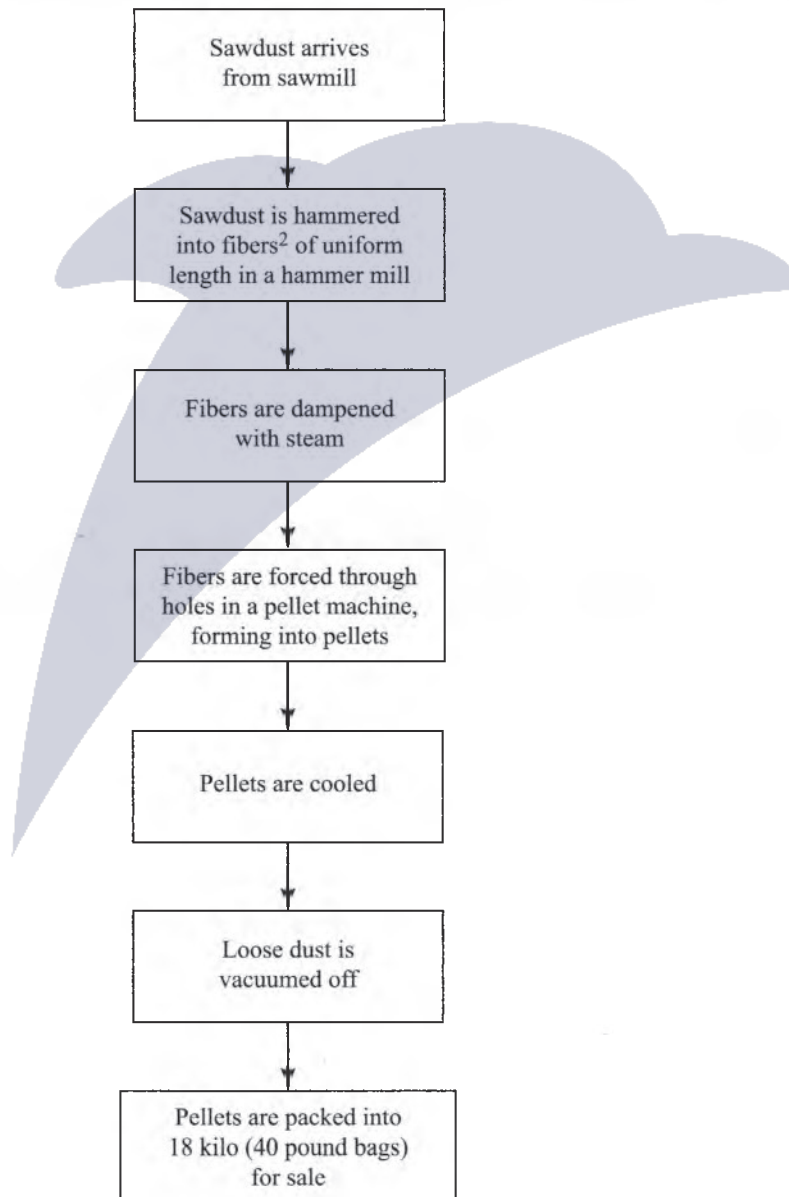 Sawdust arrives
from sawmill
Sawdust is hammered
into fibers² of uniform
length in a hammer mill
Fibers are dampened
with steam
Fibers are forced through
holes in a pellet machine,
forming into pellets
Pellets are cooled
Loose dust is
vacuumed off
Pellets are packed into
18 kilo (40 pound bags)
for sale